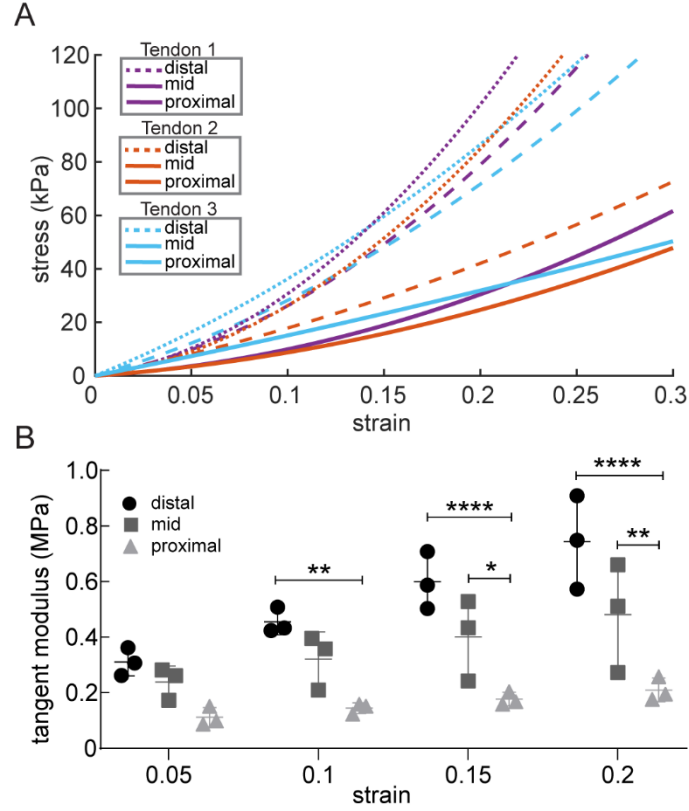 A
Tendon 1
distal
mid
proximal
Tendon 2
distal
mid
proximal
Tendon 3
distal
mid
proximal
stress (kPa)
120
100
80
60
40
20
0
0 0.05 0.1 0.15 0.2 0.25 0.3
strain
B
tangent modulus (MPa)
1.0
0.8
0.6
0.4
0.2
0
distal
mid
proximal
**
****
*
****
**
0.05 0.1 0.15 0.2
strain